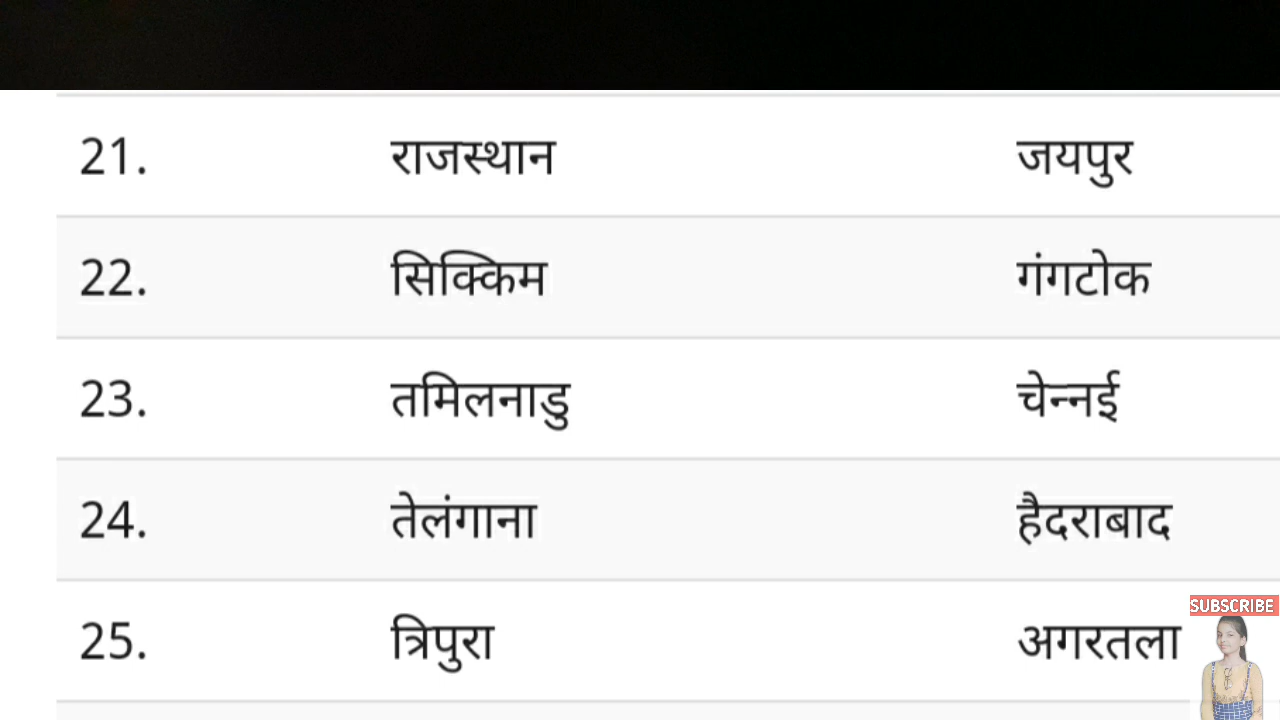 21. राजस्थान जयपुर
22. सिक्किम गंगटोक
23. तमिलनाडु चेन्नई
24. तेलंगाना हैदराबाद
25. त्रिपुरा अगरतला
SUBSCRIBE